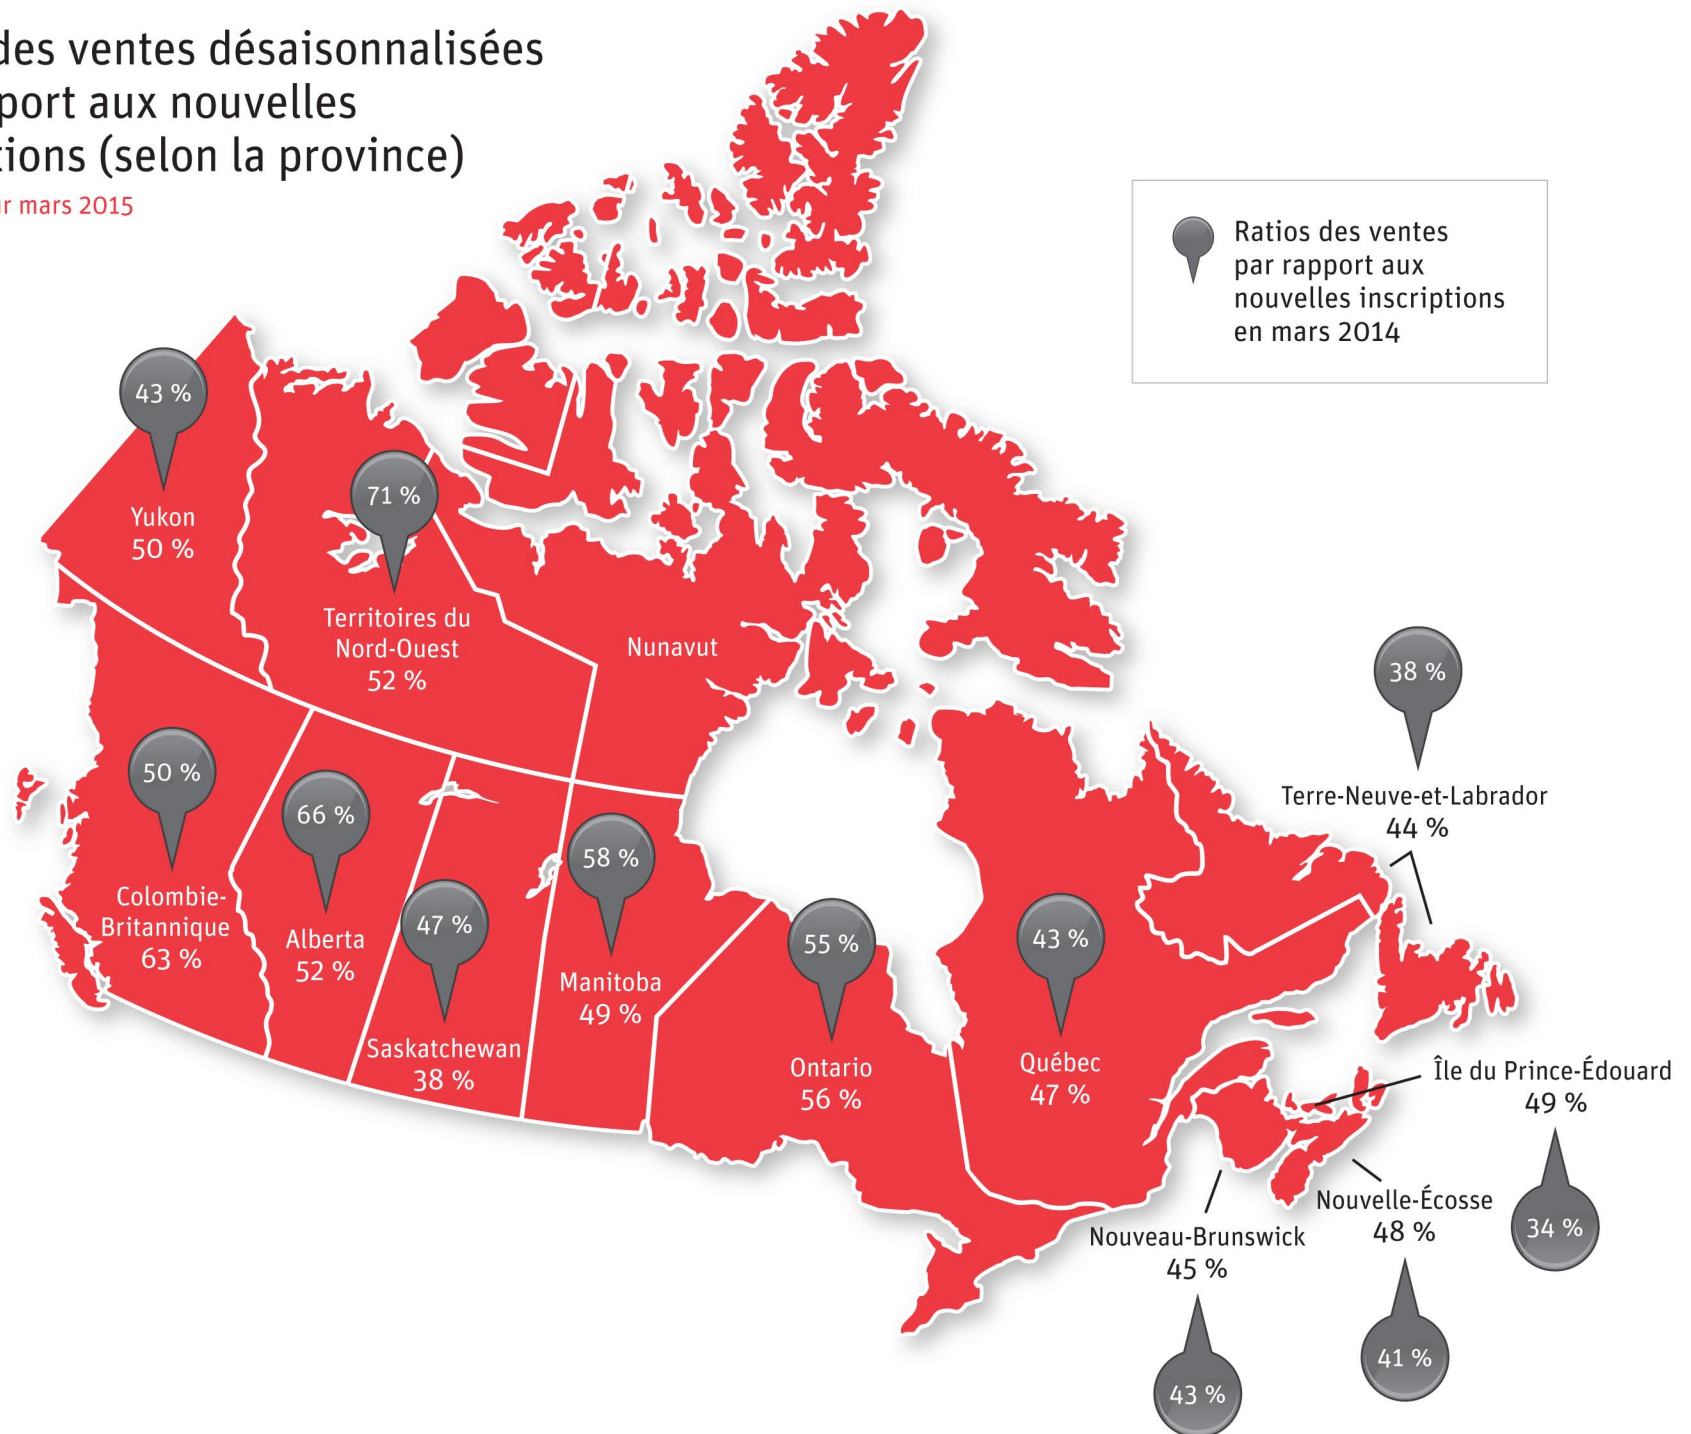 des ventes désaisonnalisées
port aux nouvelles
tions (selon la province)
mars 2015
Ratios des ventes
par rapport aux
nouvelles inscriptions
en mars 2014
43 %
Yukon
50 %
71 %
Territoires du
Nord-Ouest
52 %
Nunavut
38 %
Terre-Neuve-et-Labrador
44 %
50 %
Colombie-
Britannique
63 %
66 %
Alberta
52 %
47 %
Saskatchewan
38 %
58 %
Manitoba
49 %
55 %
Ontario
56 %
43 %
Québec
47 %
Île du Prince-Édouard
49 %
34 %
Nouvelle-Écosse
48 %
41 %
Nouveau-Brunswick
45 %
43 %